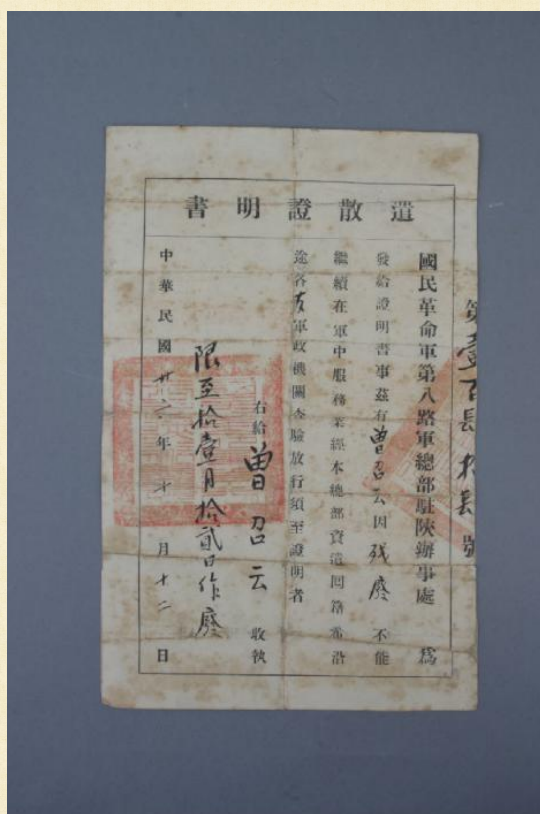 遣散證明書
第壹百拾號
國民革命軍第八路軍總部駐陝辦事處 為
發給證明書事茲有曾召云因残廢不能
繼續在軍中服務業經本總部資遣回籍希沿
途各友軍政機關查驗放行須至證明者
右給 曾召云 收執
限至拾壹月拾貳日作廢
中華民國廿年月十二日